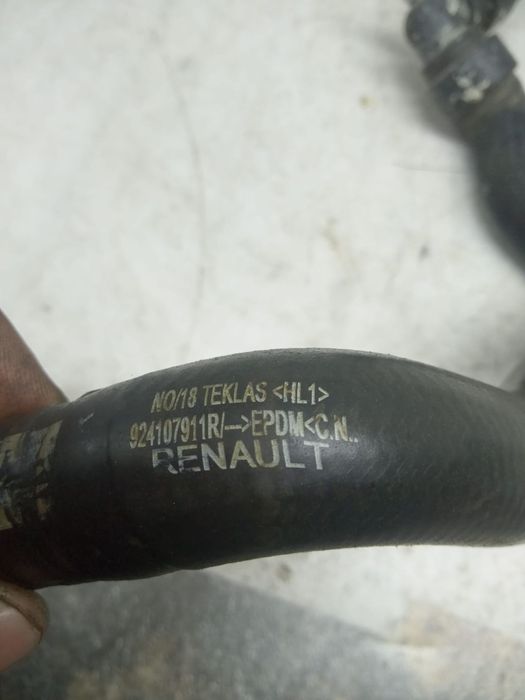 NO/18 TEKLAS <HL1>
924107911R/-->EPDM<C.N..
RENAULT